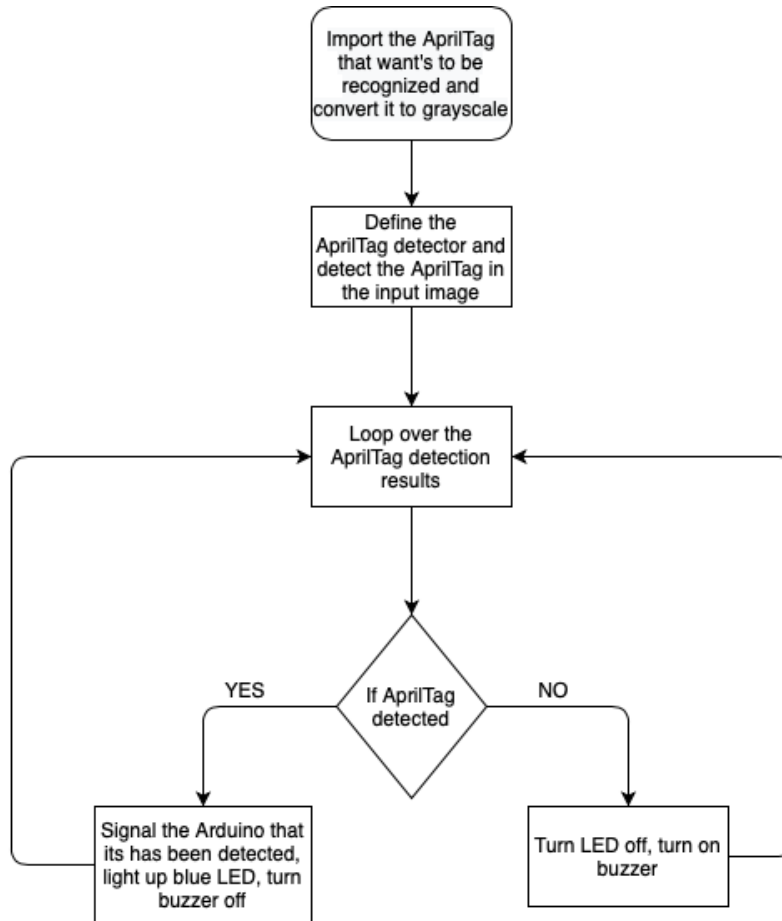 Import the AprilTag
that want's to be
recognized and
convert it to grayscale
Define the
AprilTag detector and
detect the AprilTag in
the input image
Loop over the
AprilTag detection
results
If AprilTag
detected
YES
NO
Signal the Arduino that
its has been detected,
light up blue LED, turn
buzzer off
Turn LED off, turn on
buzzer